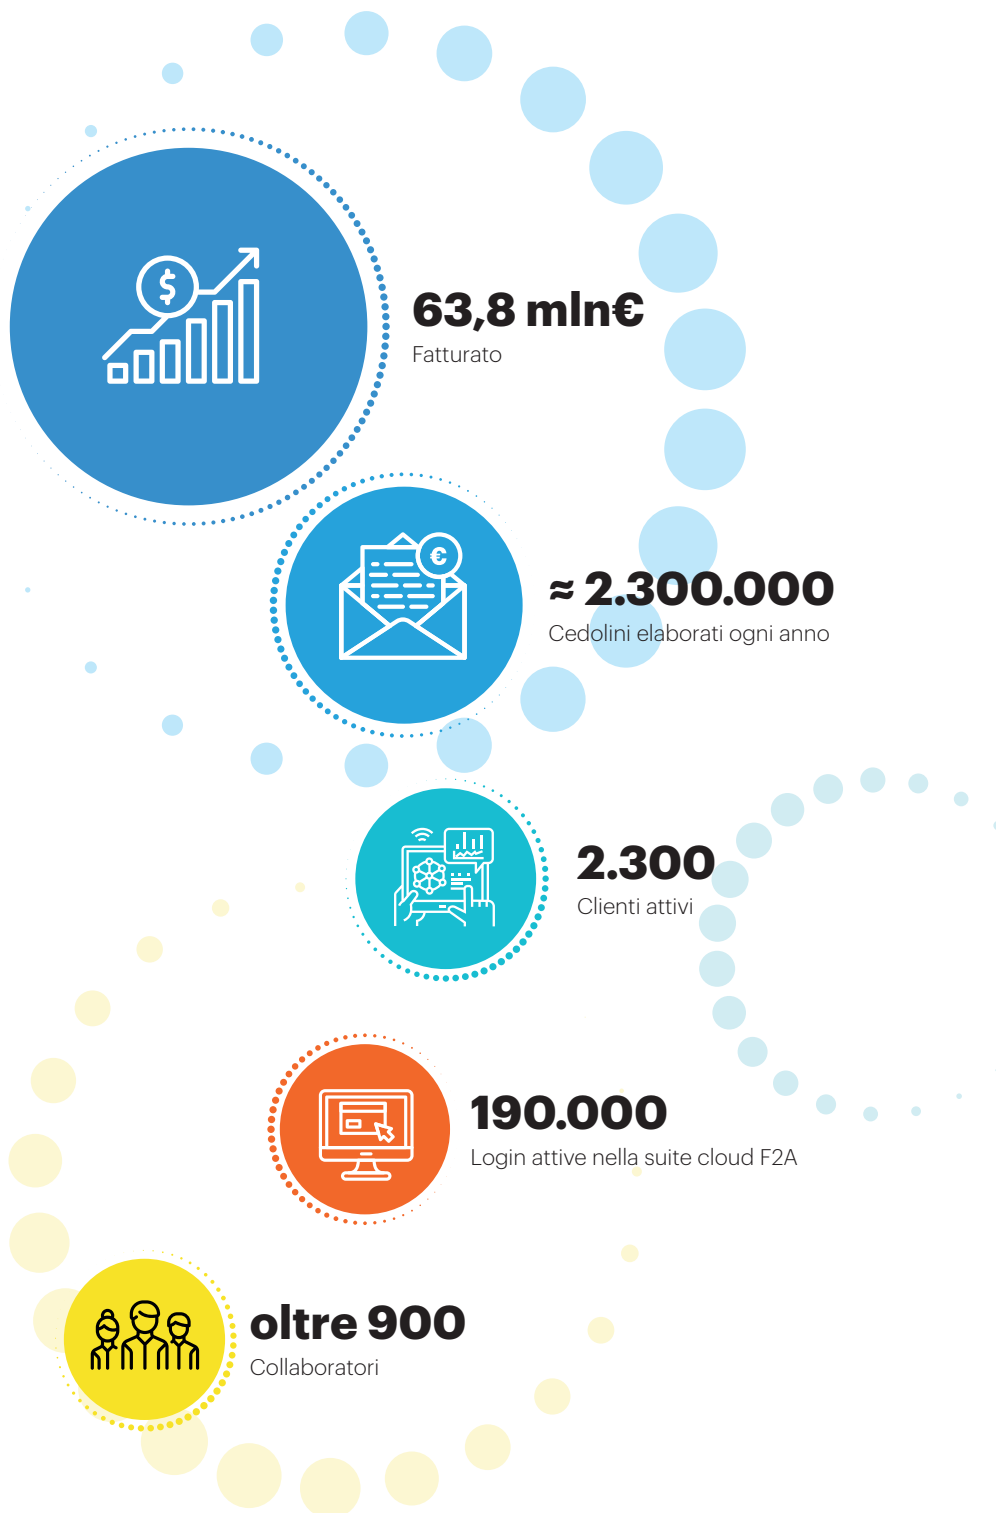 63,8 mln€
Fatturato
≈ 2.300.000
Cedolini elaborati ogni anno
2.300
Clienti attivi
190.000
Login attive nella suite cloud F2A
oltre 900
Collaboratori